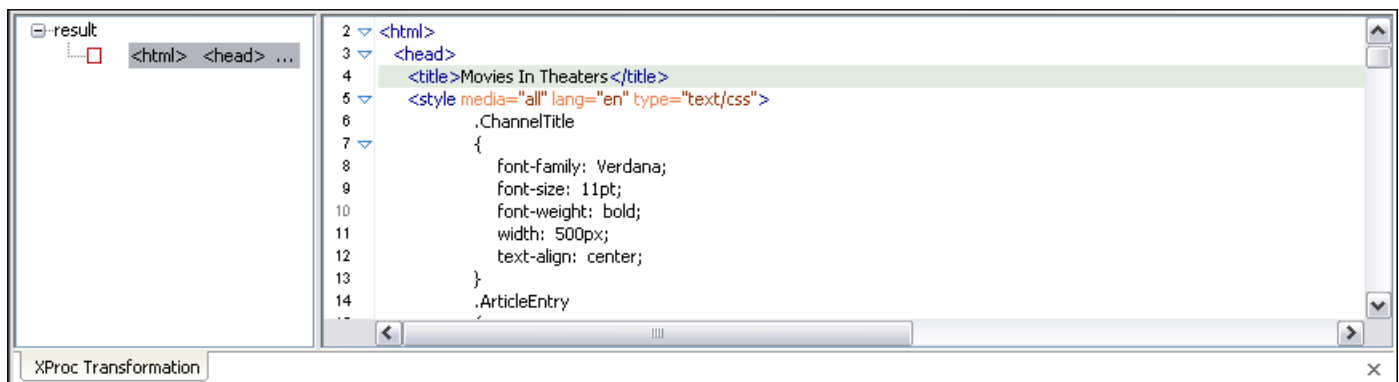 result
<html> <head> ...
2 <html>
3 <head>
4 <title>Movies In Theaters</title>
5 <style media="all" lang="en" type="text/css">
6 .ChannelTitle
7 {
8 font-family: Verdana;
9 font-size: 11pt;
10 font-weight: bold;
11 width: 500px;
12 text-align: center;
13 }
14 .ArticleEntry
XProc Transformation